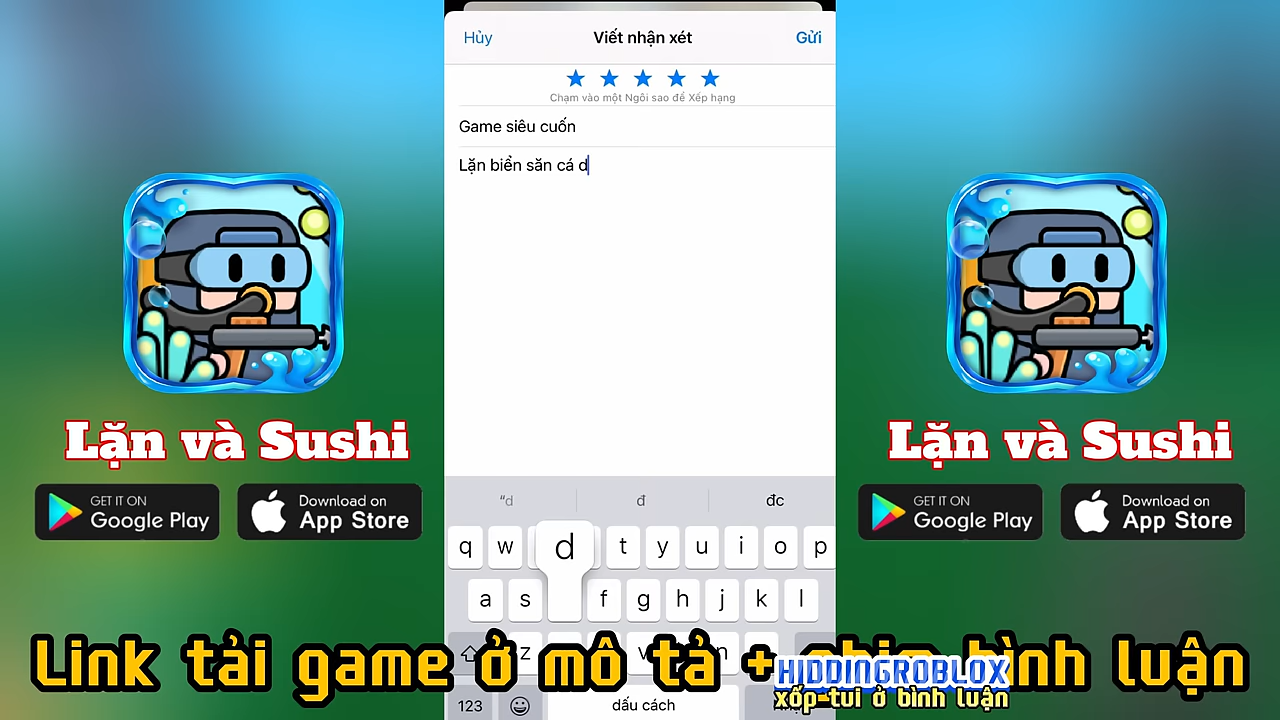 Hủy Viết nhận xét Gửi
Chạm vào một Ngôi sao để Xếp hạng
Game siêu cuốn
Lặn biển săn cá d
Lặn và Sushi
GET IT ON
Google Play
Download on
App Store
Lặn và Sushi
GET IT ON
Google Play
Download on
App Store
“d đ đc
q w d t y u i o p
a s f g h j k l
z v n
Link tải game ở mô tả + ghim bình luận
HIDDINGROBLOX
xốp-tui ở bình luận
123 dấu cách